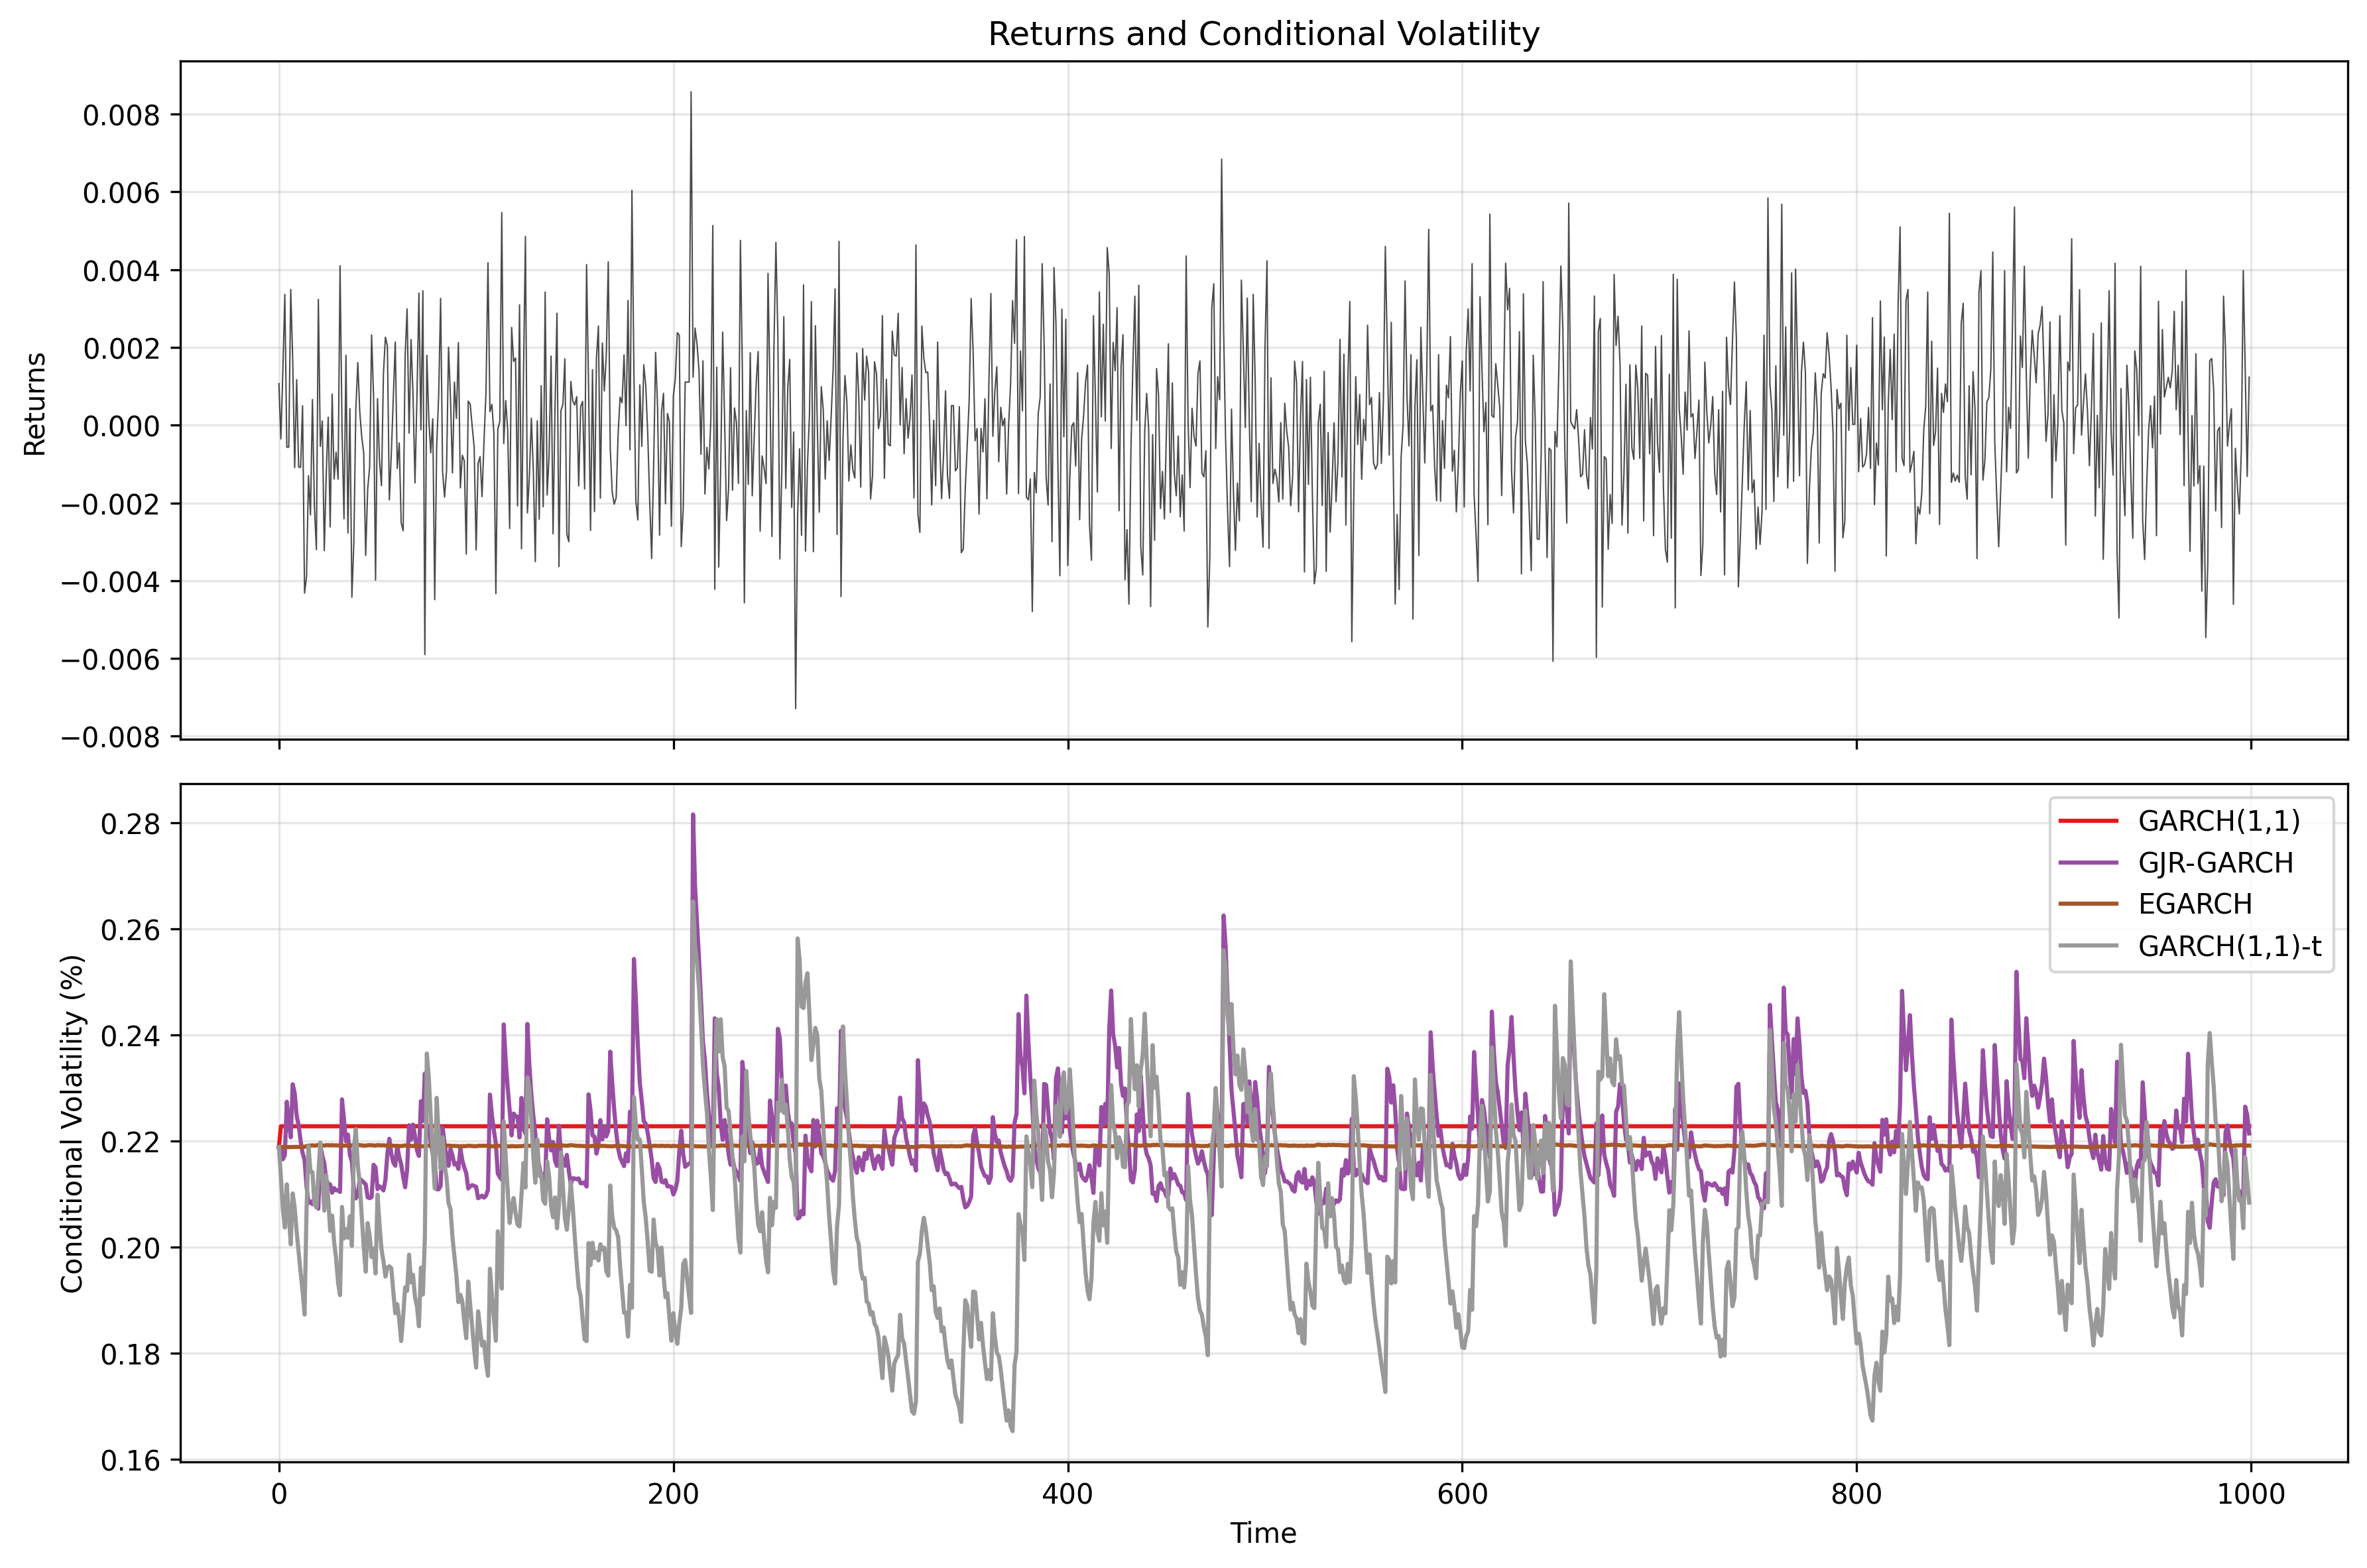 Returns and Conditional Volatility
0.008
0.006
0.004
0.002
0.000
−0.002
−0.004
−0.006
−0.008
Returns
0.28
0.26
0.24
0.22
0.20
0.18
0.16
Conditional Volatility (%)
GARCH(1,1)
GJR-GARCH
EGARCH
GARCH(1,1)-t
0
200
400
600
800
1000
Time